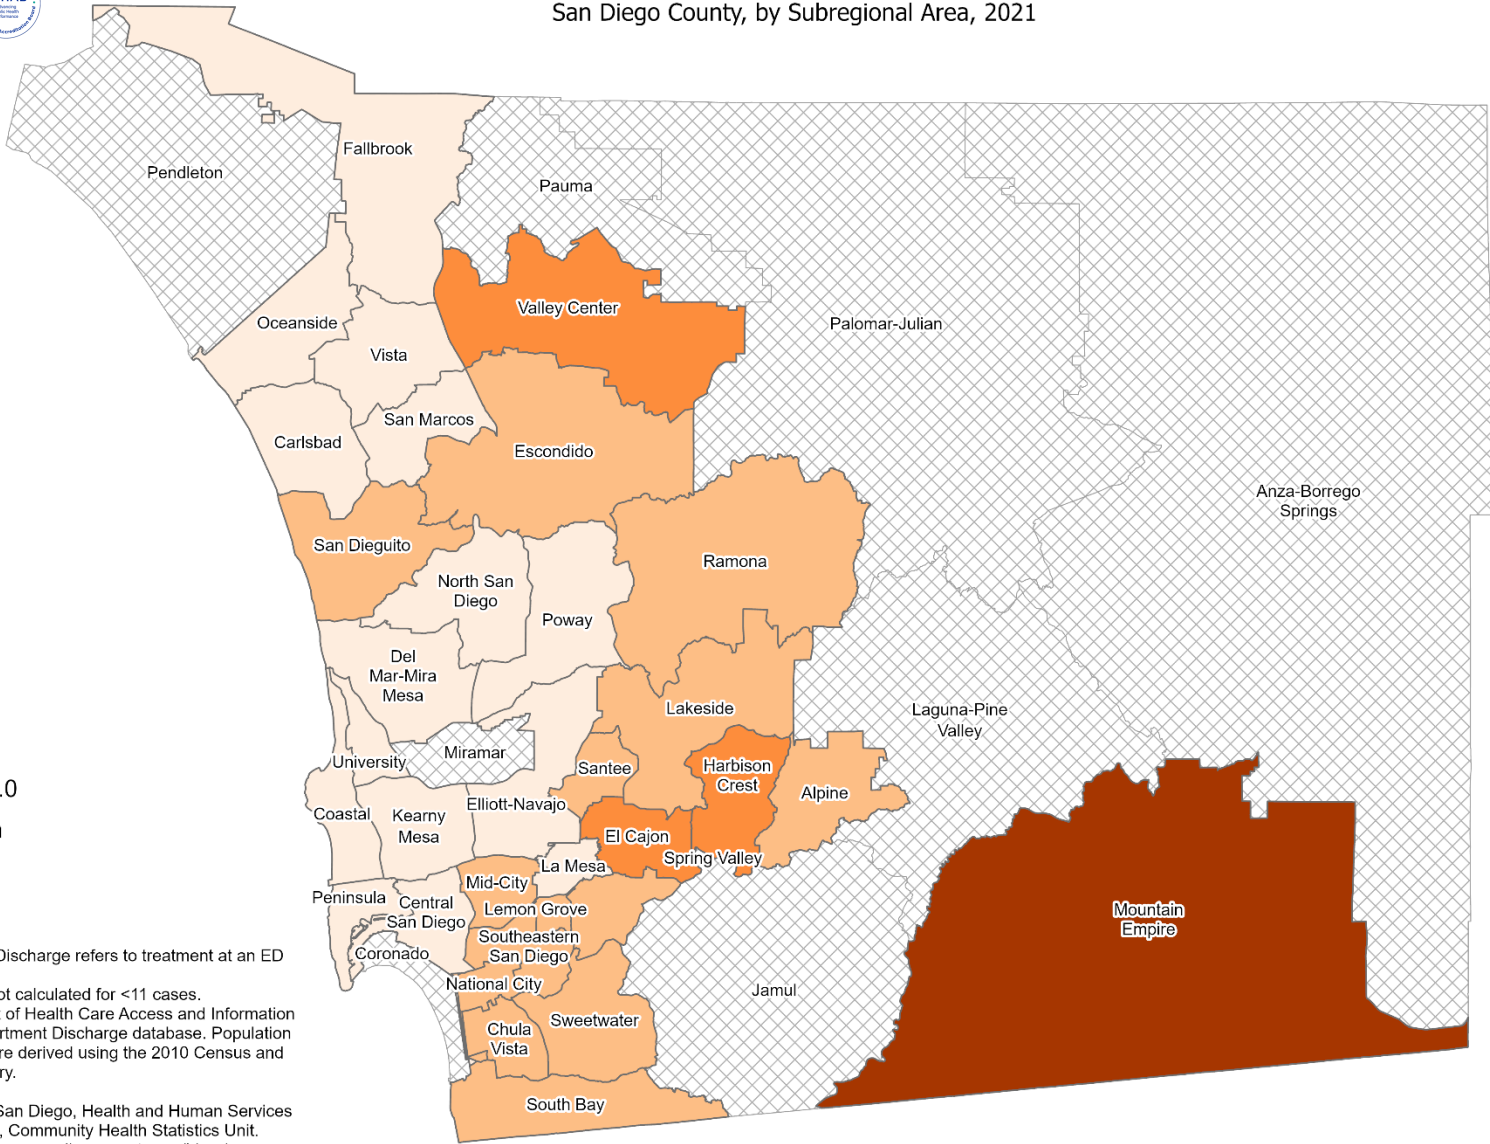 San Diego County, by Subregional Area, 2021
Fallbrook
Pendleton
Pauma
Valley Center
Oceanside
Palomar-Julian
Vista
San Marcos
Carlsbad
Escondido
Anza-Borrego
Springs
San Dieguito
Ramona
North San
Diego
Poway
Del
Mar-Mira
Mesa
Lakeside
Laguna-Pine
Valley
Miramar
University
Santee
Harbison
Crest
Alpine
.0
Coastal
Kearny
Mesa
Elliott-Navajo
El Cajon
Spring Valley
La Mesa
Mid-City
Peninsula
Central
San Diego
Lemon Grove
Mountain
Empire
Southeastern
San Diego
Coronado
Discharge refers to treatment at an ED
National City
Jamul
ot calculated for <11 cases.
t of Health Care Access and Information
rtment Discharge database. Population
re derived using the 2010 Census and
ry.
Sweetwater
Chula
Vista
South Bay
San Diego, Health and Human Services
, Community Health Statistics Unit.